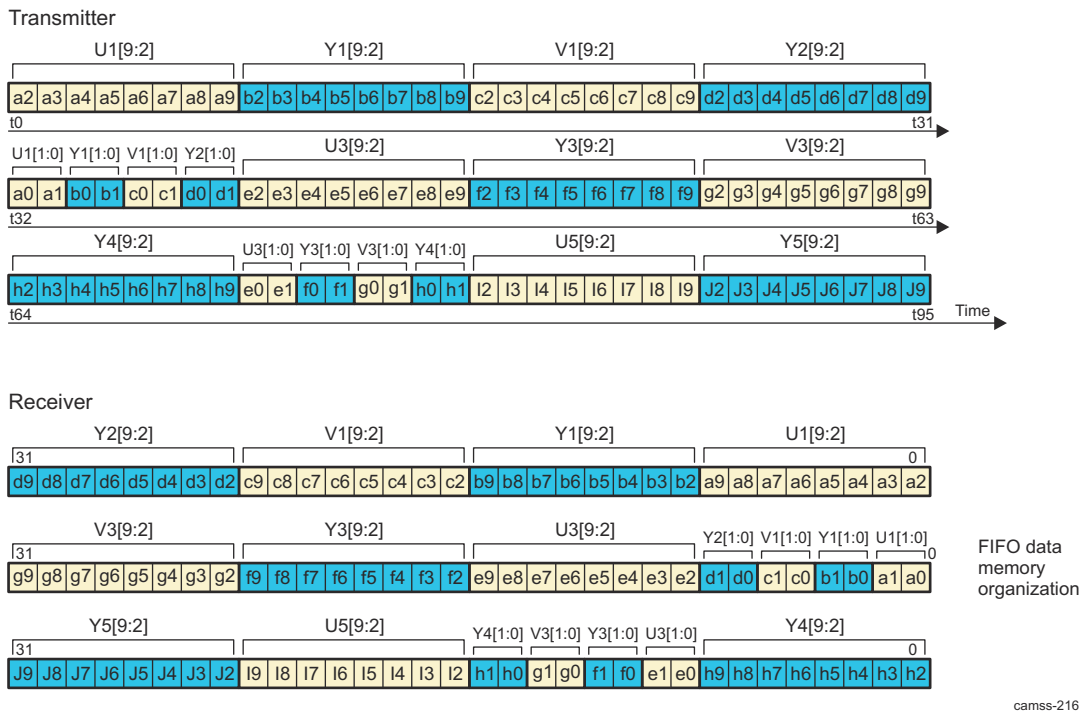 Transmitter
U1[9:2] Y1[9:2] V1[9:2] Y2[9:2]
a2 a3 a4 a5 a6 a7 a8 a9 b2 b3 b4 b5 b6 b7 b8 b9 c2 c3 c4 c5 c6 c7 c8 c9 d2 d3 d4 d5 d6 d7 d8 d9
t0 t31
U1[1:0] Y1[1:0] V1[1:0] Y2[1:0] U3[9:2] Y3[9:2] V3[9:2]
a0 a1 b0 b1 c0 c1 d0 d1 e2 e3 e4 e5 e6 e7 e8 e9 f2 f3 f4 f5 f6 f7 f8 f9 g2 g3 g4 g5 g6 g7 g8 g9
t32 t63
Y4[9:2] U3[1:0] Y3[1:0] V3[1:0] Y4[1:0] U5[9:2] Y5[9:2]
h2 h3 h4 h5 h6 h7 h8 h9 e0 e1 f0 f1 g0 g1 h0 h1 I2 I3 I4 I5 I6 I7 I8 I9 J2 J3 J4 J5 J6 J7 J8 J9
t64 t95 Time
Receiver
Y2[9:2] V1[9:2] Y1[9:2] U1[9:2]
31 0
d9 d8 d7 d6 d5 d4 d3 d2 c9 c8 c7 c6 c5 c4 c3 c2 b9 b8 b7 b6 b5 b4 b3 b2 a9 a8 a7 a6 a5 a4 a3 a2
V3[9:2] Y3[9:2] U3[9:2] Y2[1:0] V1[1:0] Y1[1:0] U1[1:0]
31 0
g9 g8 g7 g6 g5 g4 g3 g2 f9 f8 f7 f6 f5 f4 f3 f2 e9 e8 e7 e6 e5 e4 e3 e2 d1 d0 c1 c0 b1 b0 a1 a0
FIFO data
memory
organization
Y5[9:2] U5[9:2] Y4[1:0] V3[1:0] Y3[1:0] U3[1:0] Y4[9:2]
31 0
J9 J8 J7 J6 J5 J4 J3 J2 I9 I8 I7 I6 I5 I4 I3 I2 h1 h0 g1 g0 f1 f0 e1 e0 h9 h8 h7 h6 h5 h4 h3 h2
camss-216